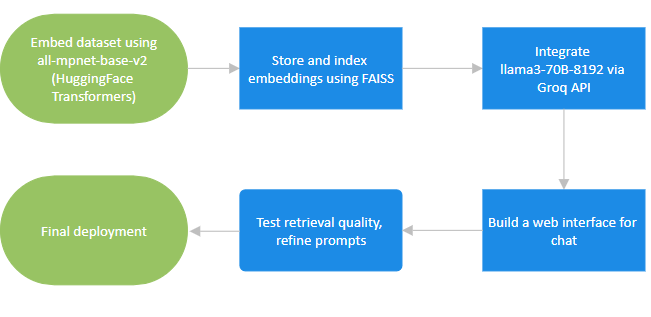 Embed dataset using
all-mpnet-base-v2
(HuggingFace
Transformers)
Store and index
embeddings using FAISS
Integrate
llama3-70B-8192 via
Groq API
Build a web interface for
chat
Test retrieval quality,
refine prompts
Final deployment